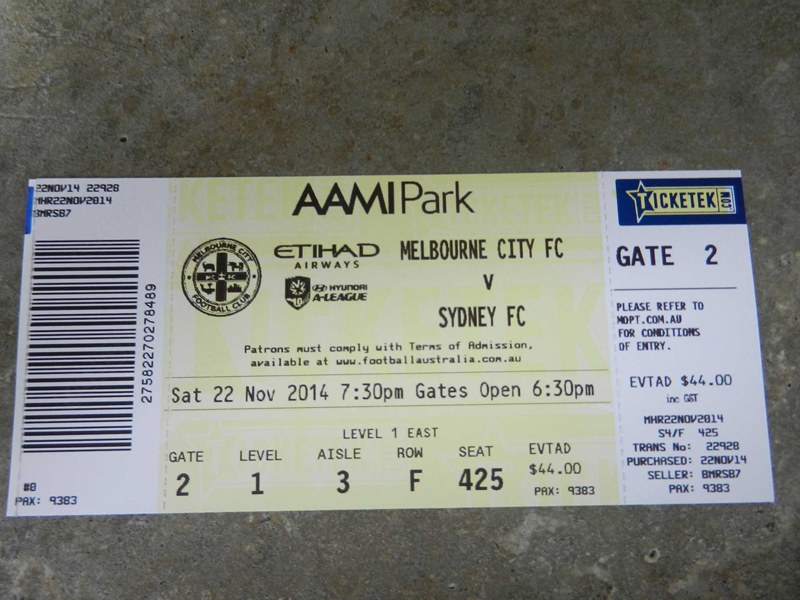 22NOV14 22928
MHR22NOV2014
BMRSB7
275822270278489
#0
PAX: 9383
AAMI Park
MELBOURNE CITY
FC FC
FOOTBALL CLUB
ETIHAD
AIRWAYS
HYUNDAI
A-LEAGUE
MELBOURNE CITY FC
V
SYDNEY FC
Patrons must comply with Terms of Admission,
available at www.footballaustralia.com.au
Sat 22 Nov 2014 7:30pm Gates Open 6:30pm
LEVEL 1 EAST
GATE LEVEL AISLE ROW SEAT EVTAD
2 1 3 F 425 $44.00
PAX: 9383
TICKETEK.COM
GATE 2
PLEASE REFER TO
MOPT.COM.AU
FOR CONDITIONS
OF ENTRY.
EVTAD $44.00
inc GST
MHR22NOV2014
S4/F 425
TRANS No: 22928
PURCHASED: 22NOV14
SELLER: BMRSB7
PAX: 9383